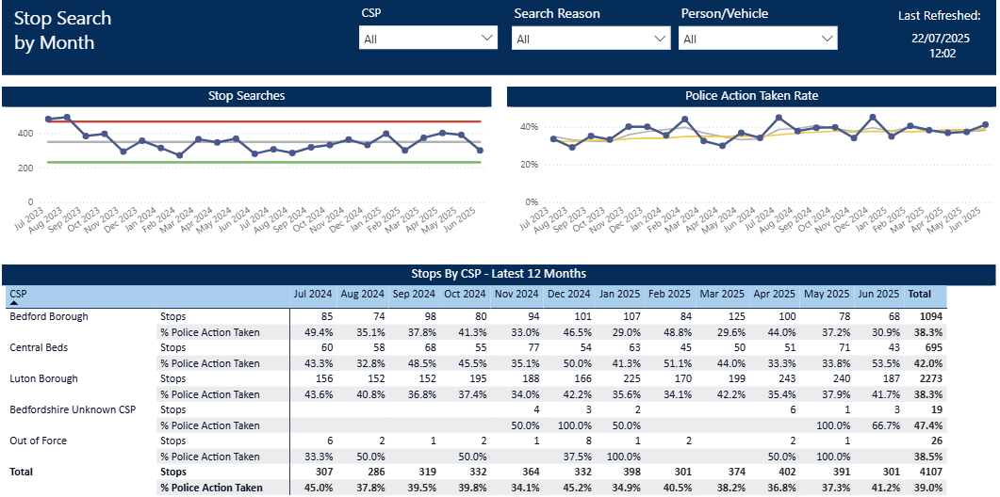 Stop Search
by Month
CSP
All
Search Reason
All
Person/Vehicle
All
Last Refreshed:
22/07/2025
12:02
Stop Searches
400
200
0
Jul 2023 Aug 2023 Sep 2023 Oct 2023 Nov 2023 Dec 2023 Jan 2024 Feb 2024 Mar 2024 Apr 2024 May 2024 Jun 2024 Jul 2024 Aug 2024 Sep 2024 Oct 2024 Nov 2024 Dec 2024 Jan 2025 Feb 2025 Mar 2025 Apr 2025 May 2025 Jun 2025
Police Action Taken Rate
40%
20%
0%
Jul 2023 Aug 2023 Sep 2023 Oct 2023 Nov 2023 Dec 2023 Jan 2024 Feb 2024 Mar 2024 Apr 2024 May 2024 Jun 2024 Jul 2024 Aug 2024 Sep 2024 Oct 2024 Nov 2024 Dec 2024 Jan 2025 Feb 2025 Mar 2025 Apr 2025 May 2025 Jun 2025
Stops By CSP - Latest 12 Months
CSP Jul 2024 Aug 2024 Sep 2024 Oct 2024 Nov 2024 Dec 2024 Jan 2025 Feb 2025 Mar 2025 Apr 2025 May 2025 Jun 2025 Total
Bedford Borough Stops 85 74 98 80 94 101 107 84 125 100 78 68 1094
% Police Action Taken 49.4% 35.1% 37.8% 41.3% 33.0% 46.5% 29.0% 48.8% 29.6% 44.0% 37.2% 30.9% 38.3%
Central Beds Stops 60 58 68 55 77 54 63 45 50 51 71 43 695
% Police Action Taken 43.3% 32.8% 48.5% 45.5% 35.1% 50.0% 41.3% 51.1% 44.0% 33.3% 33.8% 53.5% 42.0%
Luton Borough Stops 156 152 152 195 188 166 225 170 199 243 240 187 2273
% Police Action Taken 43.6% 40.8% 36.8% 37.4% 34.0% 42.2% 35.6% 34.1% 42.2% 35.4% 37.9% 41.7% 38.3%
Bedfordshire Unknown CSP Stops 4 3 2 6 1 3 19
% Police Action Taken 50.0% 100.0% 50.0% 100.0% 66.7% 47.4%
Out of Force Stops 6 2 1 2 1 8 1 2 2 1 26
% Police Action Taken 33.3% 50.0% 50.0% 37.5% 100.0% 50.0% 100.0% 38.5%
Total Stops 307 286 319 332 364 332 398 301 374 402 391 301 4107
% Police Action Taken 45.0% 37.8% 39.5% 39.8% 34.1% 45.2% 34.9% 40.5% 38.2% 36.8% 37.3% 41.2% 39.0%